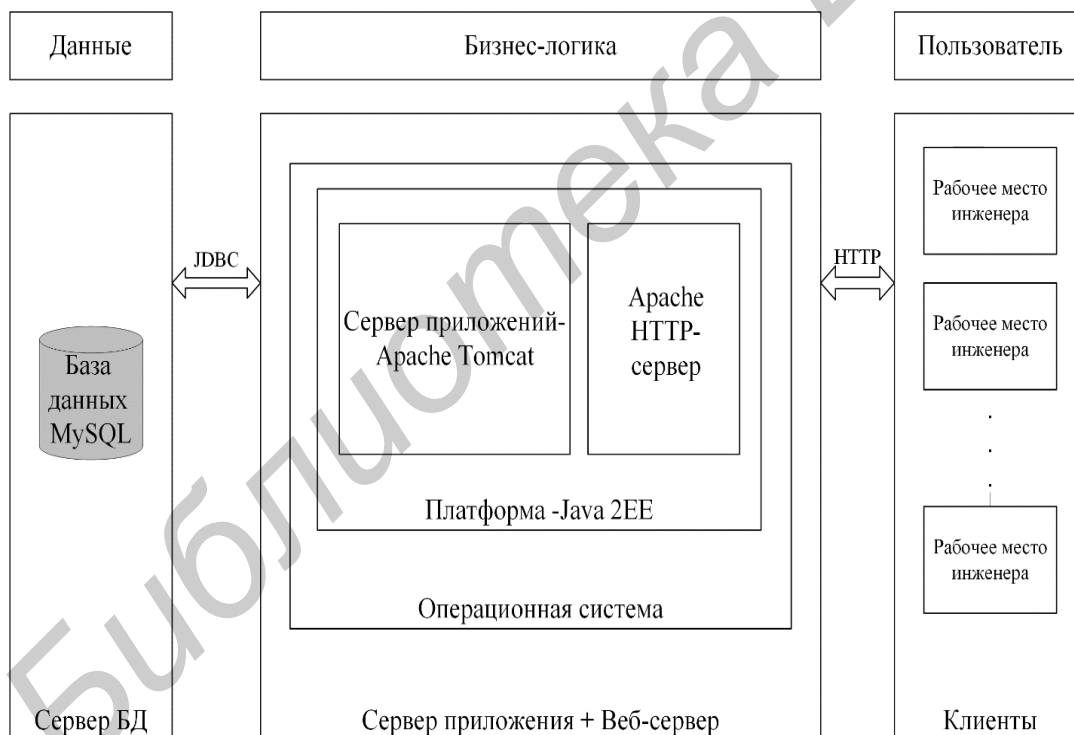 Данные
Бизнес-логика
Пользователь
База
данных
MySQL
Сервер БД
JDBC
Сервер приложений-
Apache Tomcat
Apache
HTTP-
сервер
Платформа -Java 2EE
Операционная система
Сервер приложения + Веб-сервер
HTTP
Рабочее место
инженера
Рабочее место
инженера
.
.
.
Рабочее место
инженера
Клиенты
Библиотека